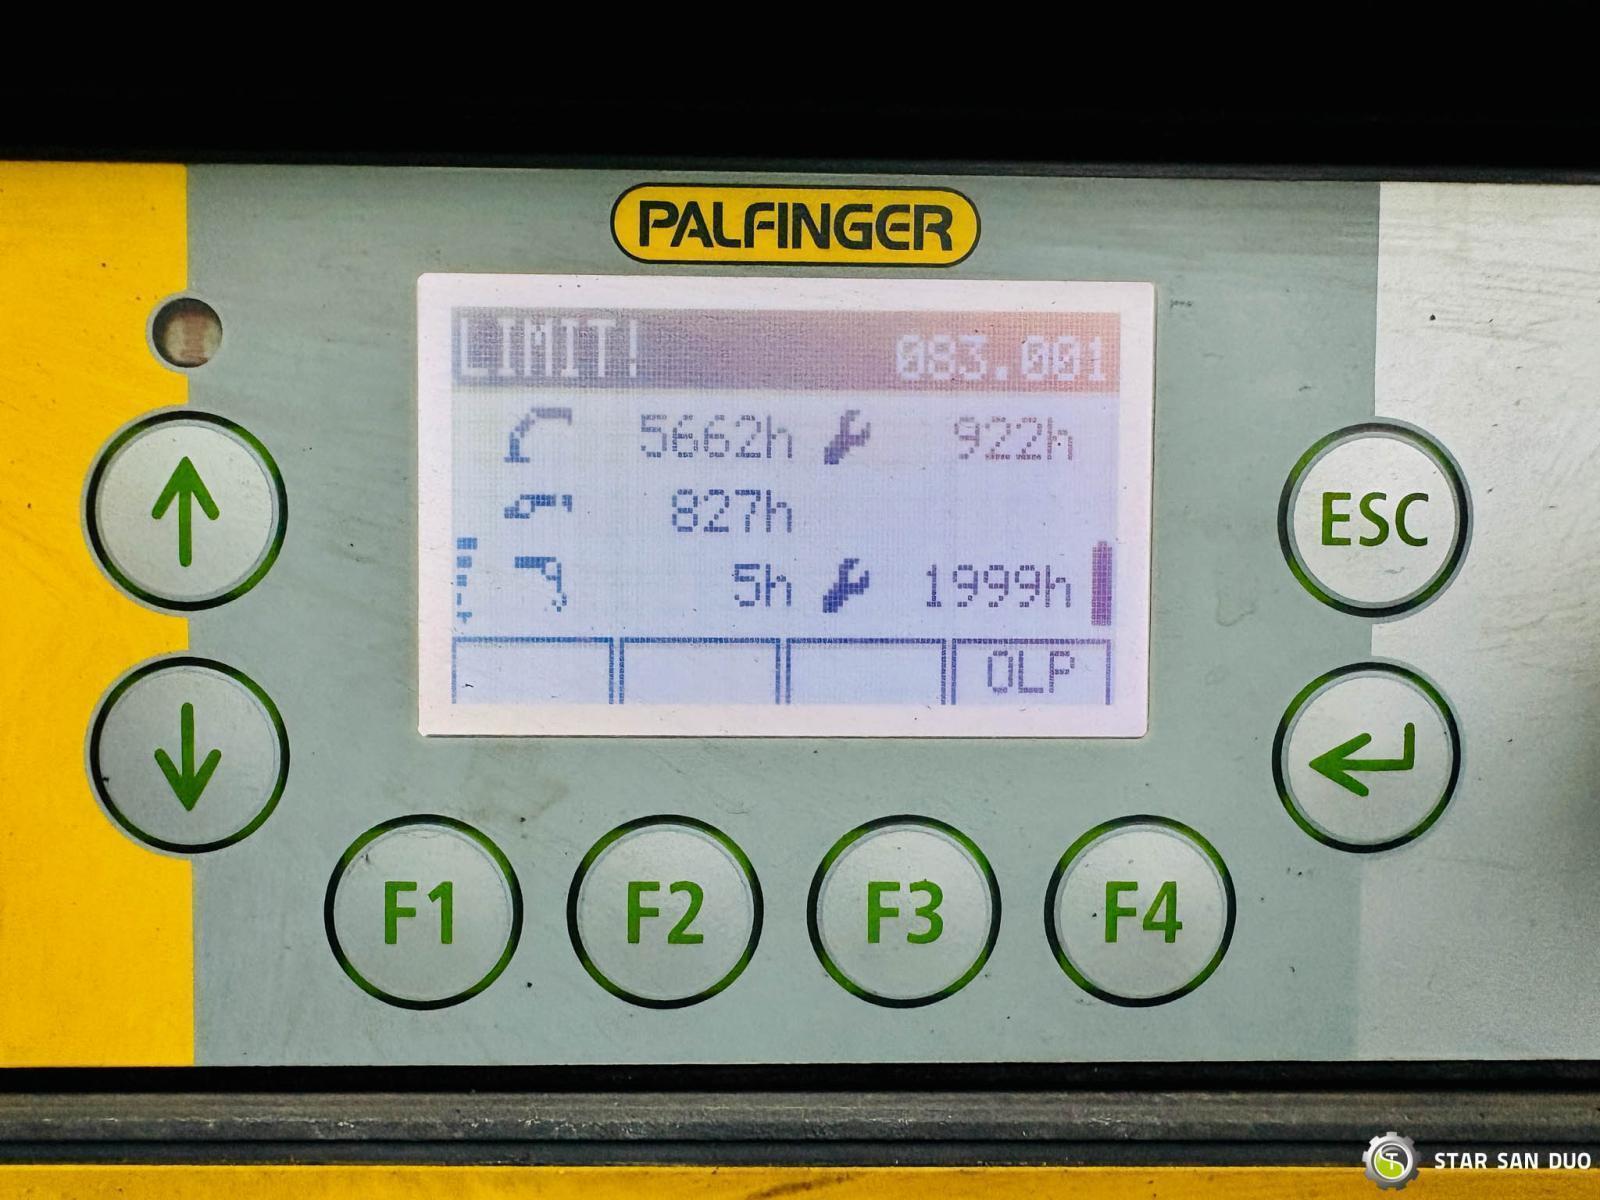 PALFINGER
LIMIT! 083.001
5662h 922h
827h
5h 1999h
OLP
ESC
F1 F2 F3 F4
STAR SAN DUO